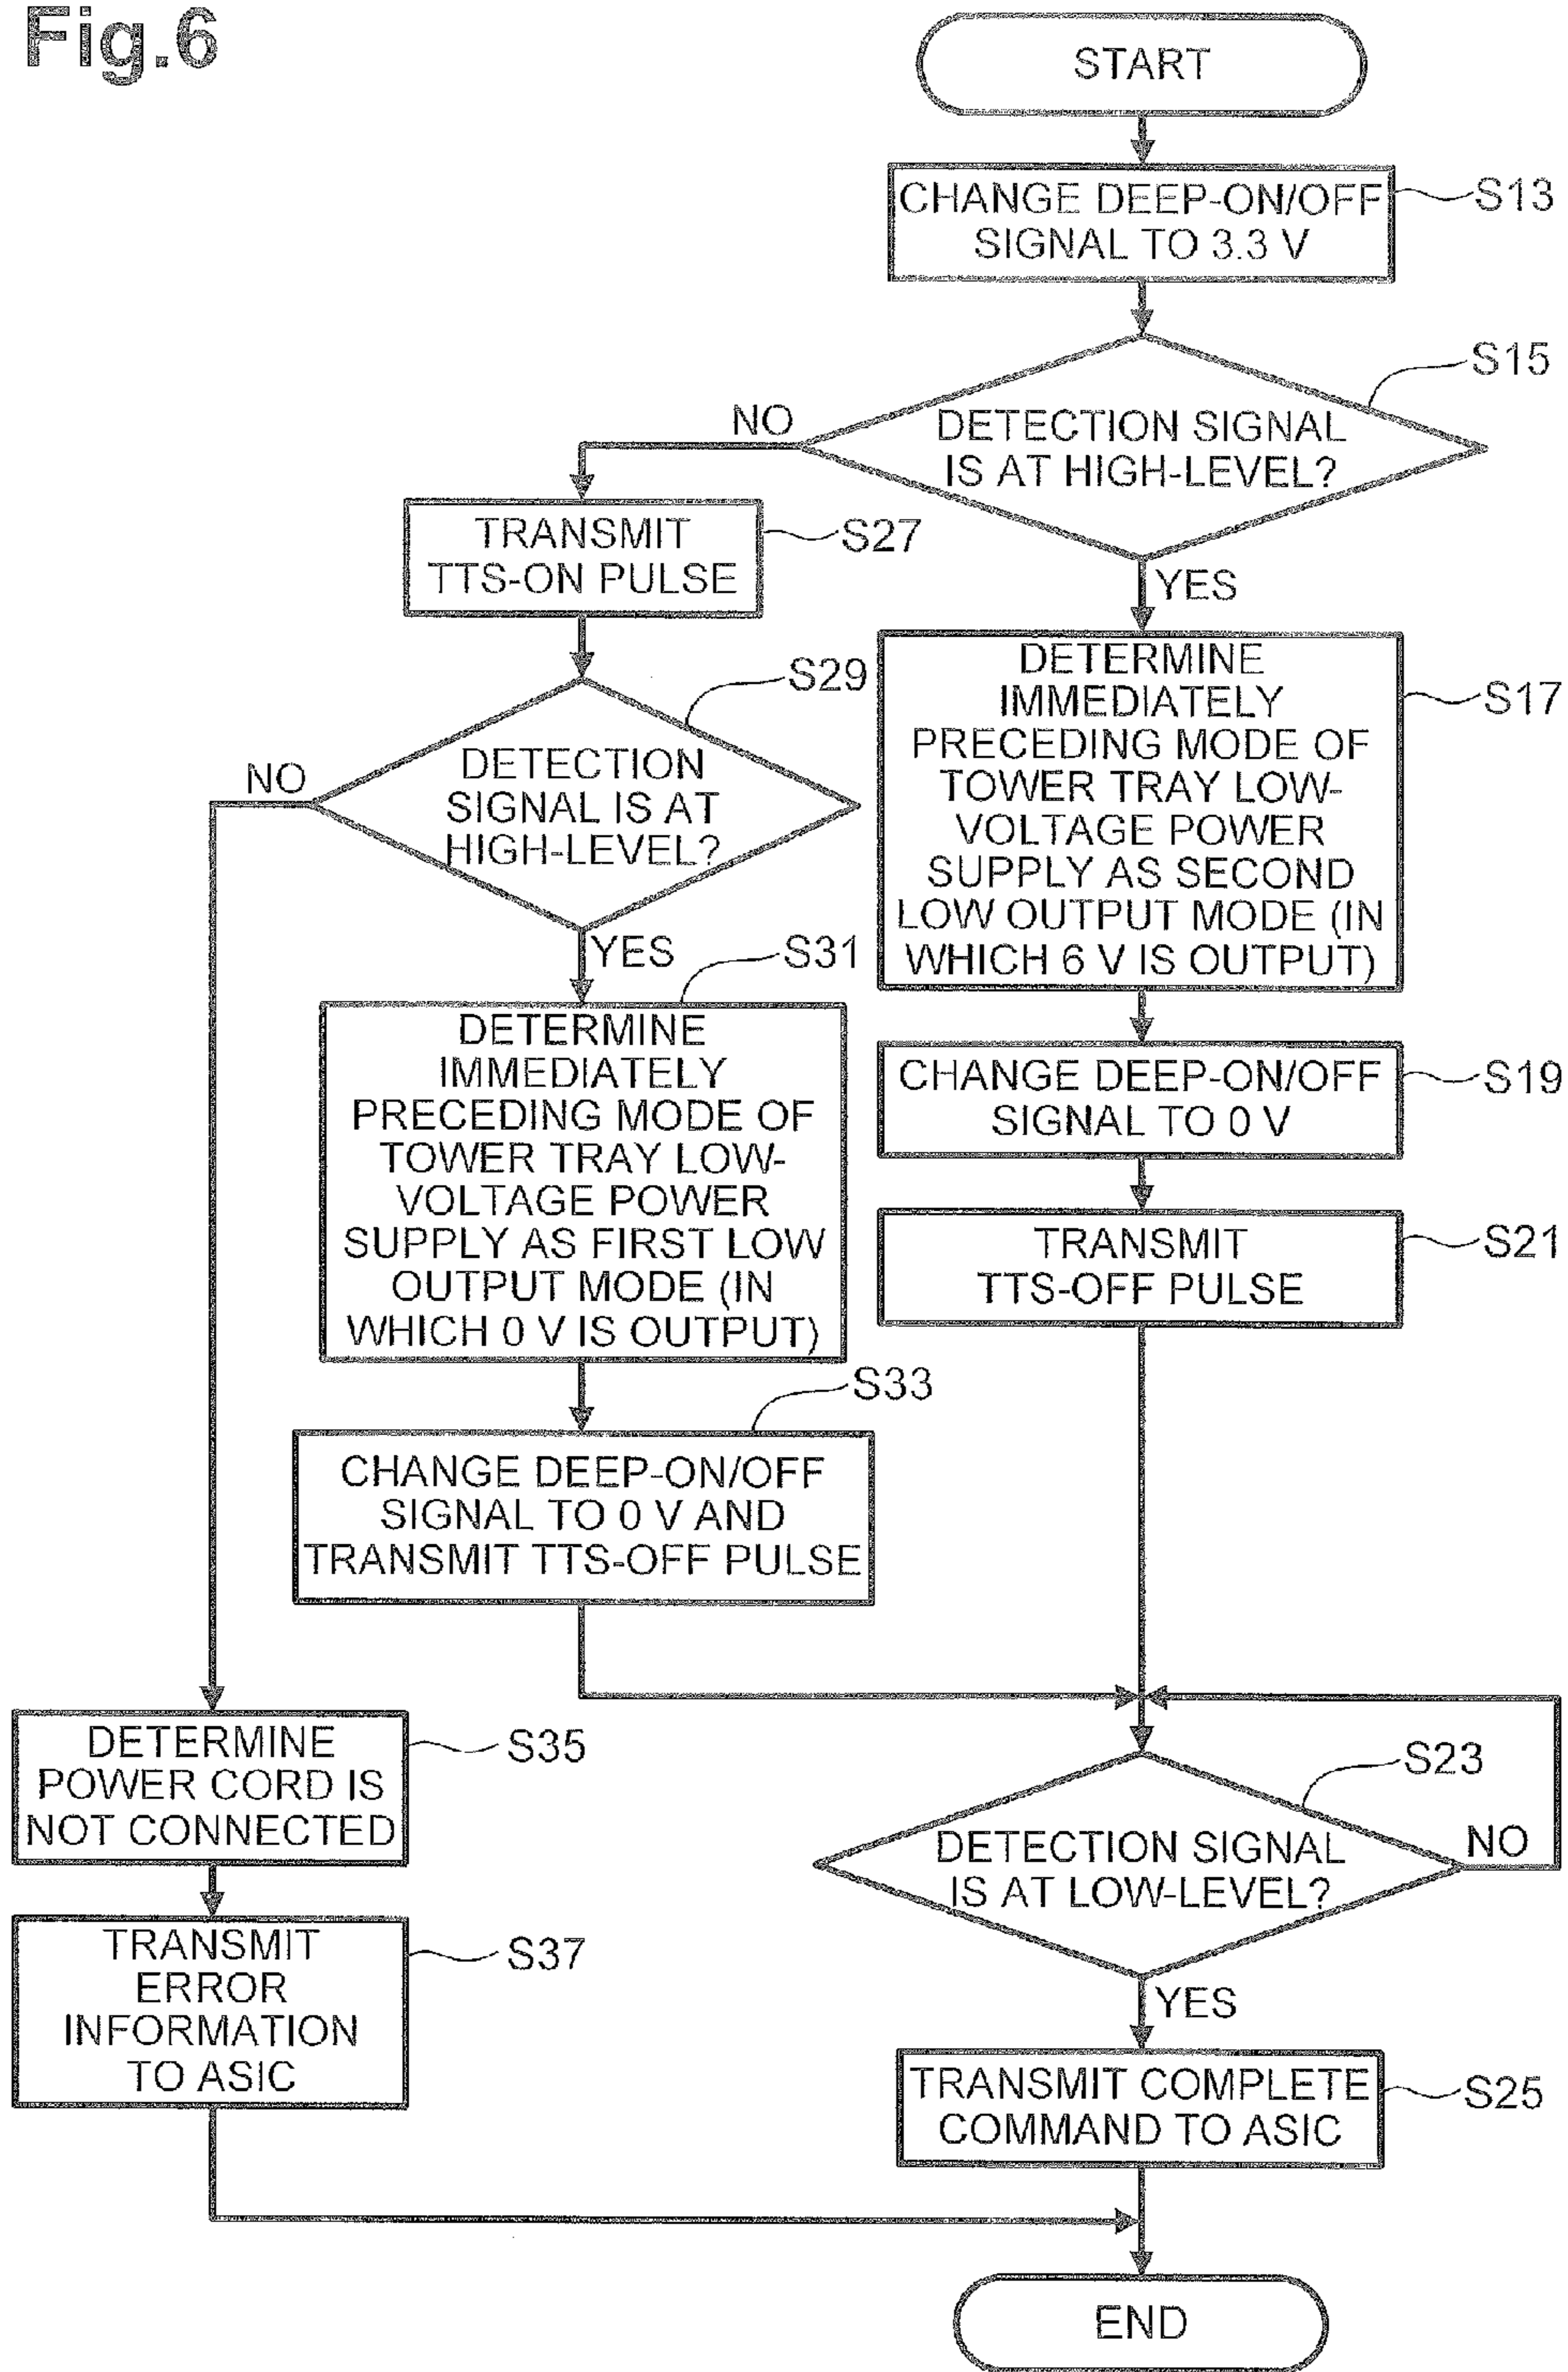 Fig.6
START
CHANGE DEEP-ON/OFF
SIGNAL TO 3.3 V
S13
S15
DETECTION SIGNAL
IS AT HIGH-LEVEL?
NO
YES
TRANSMIT
TTS-ON PULSE
S27
S29
DETECTION
SIGNAL IS AT
HIGH-LEVEL?
NO
YES
DETERMINE
IMMEDIATELY
PRECEDING MODE OF
TOWER TRAY LOW-
VOLTAGE POWER
SUPPLY AS SECOND
LOW OUTPUT MODE (IN
WHICH 6 V IS OUTPUT)
S17
S31
DETERMINE
IMMEDIATELY
PRECEDING MODE OF
TOWER TRAY LOW-
VOLTAGE POWER
SUPPLY AS FIRST LOW
OUTPUT MODE (IN
WHICH 0 V IS OUTPUT)
CHANGE DEEP-ON/OFF
SIGNAL TO 0 V
S19
TRANSMIT
TTS-OFF PULSE
S21
S33
CHANGE DEEP-ON/OFF
SIGNAL TO 0 V AND
TRANSMIT TTS-OFF PULSE
DETERMINE
POWER CORD IS
NOT CONNECTED
S35
S23
DETECTION SIGNAL
IS AT LOW-LEVEL?
NO
YES
TRANSMIT
ERROR
INFORMATION
TO ASIC
S37
TRANSMIT COMPLETE
COMMAND TO ASIC
S25
END